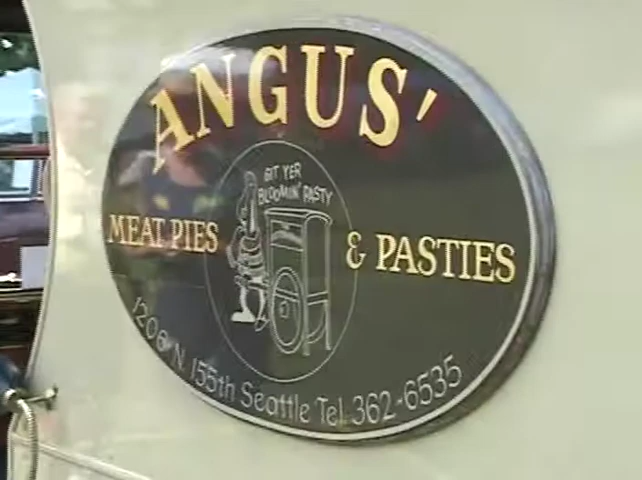 ANGUS'
GIT YER
BLOOMIN' PASTY
MEAT PIES & PASTIES
1206 N. 155th Seattle Tel. 362-6535